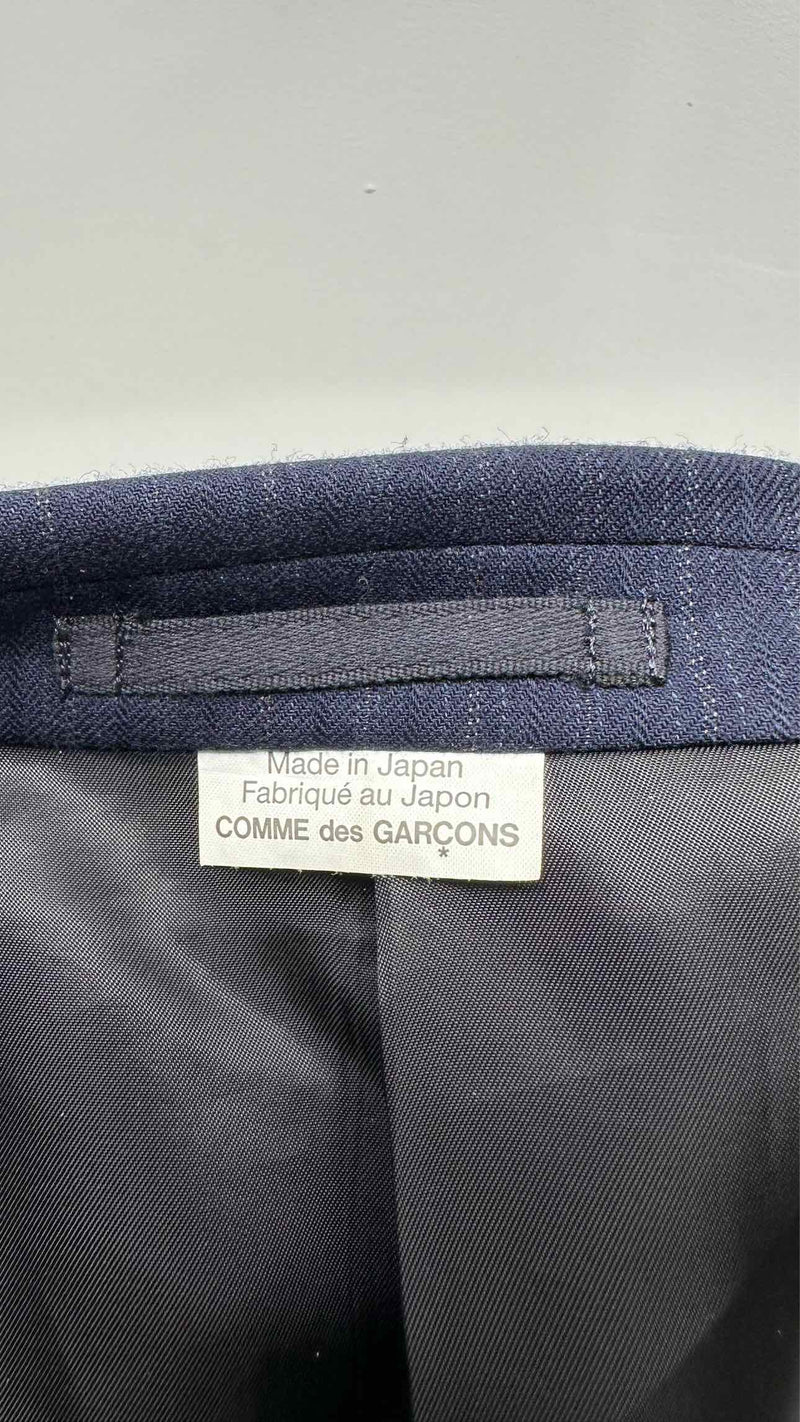 Made in Japan
Fabriqué au Japon
COMME des GARÇONS
*